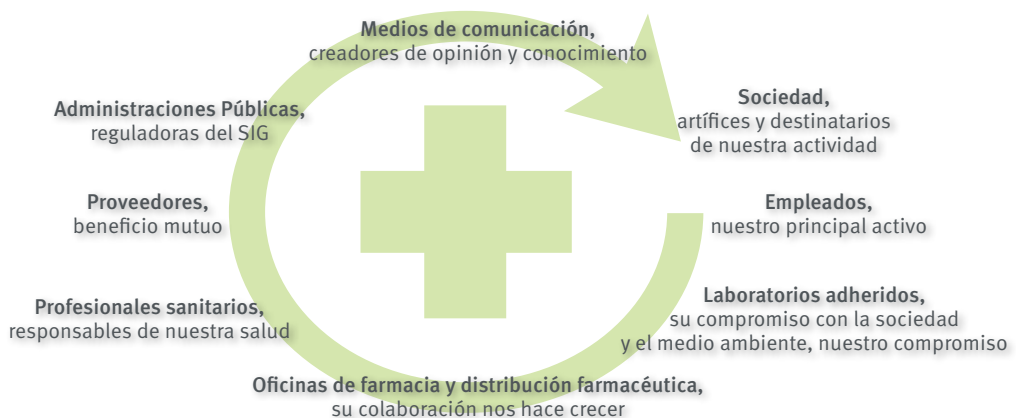 Medios de comunicación,
creadores de opinión y conocimiento
Sociedad,
artífices y destinatarios
de nuestra actividad
Empleados,
nuestro principal activo
Laboratorios adheridos,
su compromiso con la sociedad
y el medio ambiente, nuestro compromiso
Oficinas de farmacia y distribución farmacéutica,
su colaboración nos hace crecer
Profesionales sanitarios,
responsables de nuestra salud
Proveedores,
beneficio mutuo
Administraciones Públicas,
reguladoras del SIG